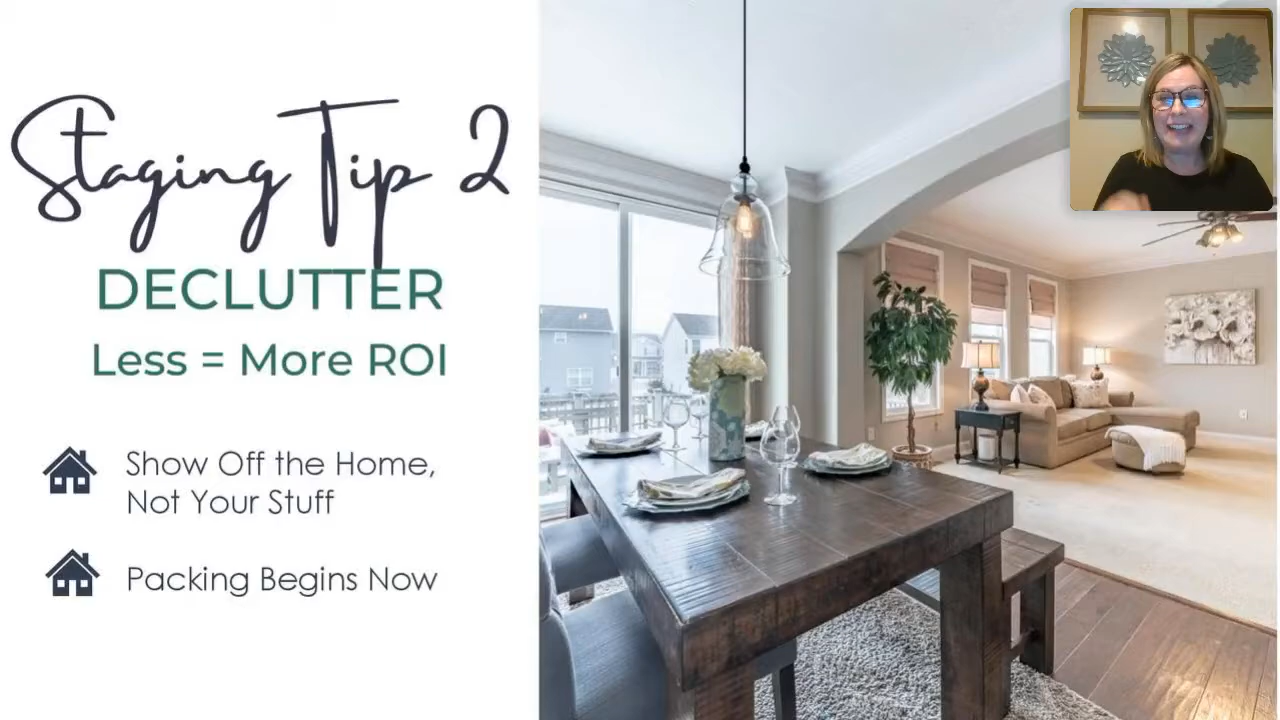 Staging Tip 2
DECLUTTER
Less = More ROI
Show Off the Home,
Not Your Stuff
Packing Begins Now